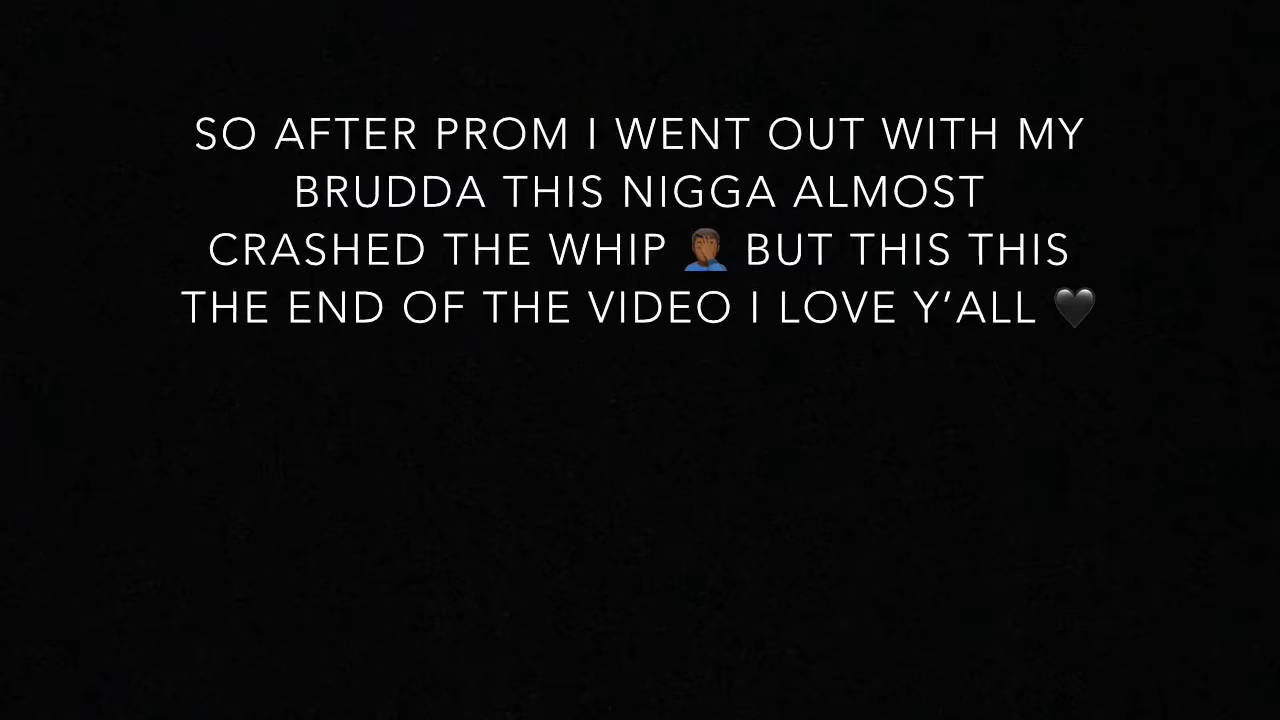 SO AFTER PROM I WENT OUT WITH MY
BRUDDA THIS NIGGA ALMOST
CRASHED THE WHIP 🤦🏾‍♂️ BUT THIS THIS
THE END OF THE VIDEO I LOVE Y’ALL 🖤